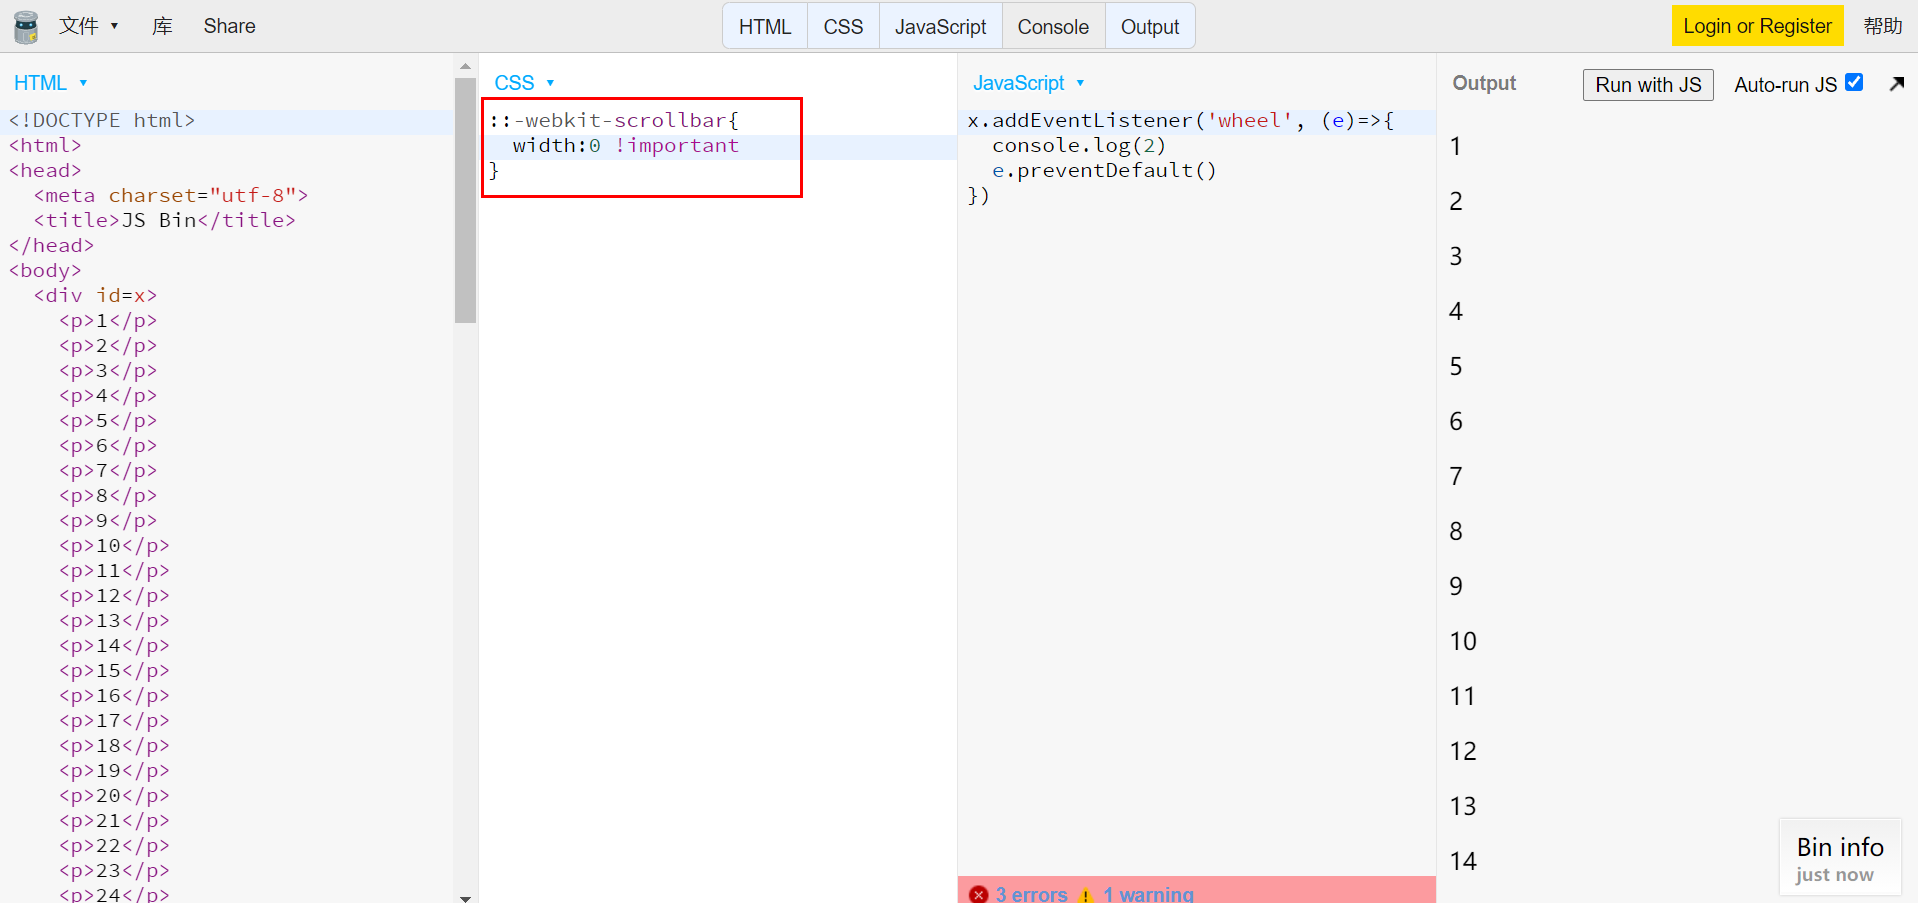 文件 库 Share HTML CSS JavaScript Console Output Login or Register 帮助
HTML
<!DOCTYPE html>
<html>
<head>
<meta charset="utf-8">
<title>JS Bin</title>
</head>
<body>
<div id=x>
<p>1</p>
<p>2</p>
<p>3</p>
<p>4</p>
<p>5</p>
<p>6</p>
<p>7</p>
<p>8</p>
<p>9</p>
<p>10</p>
<p>11</p>
<p>12</p>
<p>13</p>
<p>14</p>
<p>15</p>
<p>16</p>
<p>17</p>
<p>18</p>
<p>19</p>
<p>20</p>
<p>21</p>
<p>22</p>
<p>23</p>
<p>24</p>
CSS
::-webkit-scrollbar{
width:0 !important
}
JavaScript
x.addEventListener('wheel', (e)=>{
console.log(2)
e.preventDefault()
})
3 errors 1 warning
Output Run with JS Auto-run JS
1
2
3
4
5
6
7
8
9
10
11
12
13
14
Bin info
just now